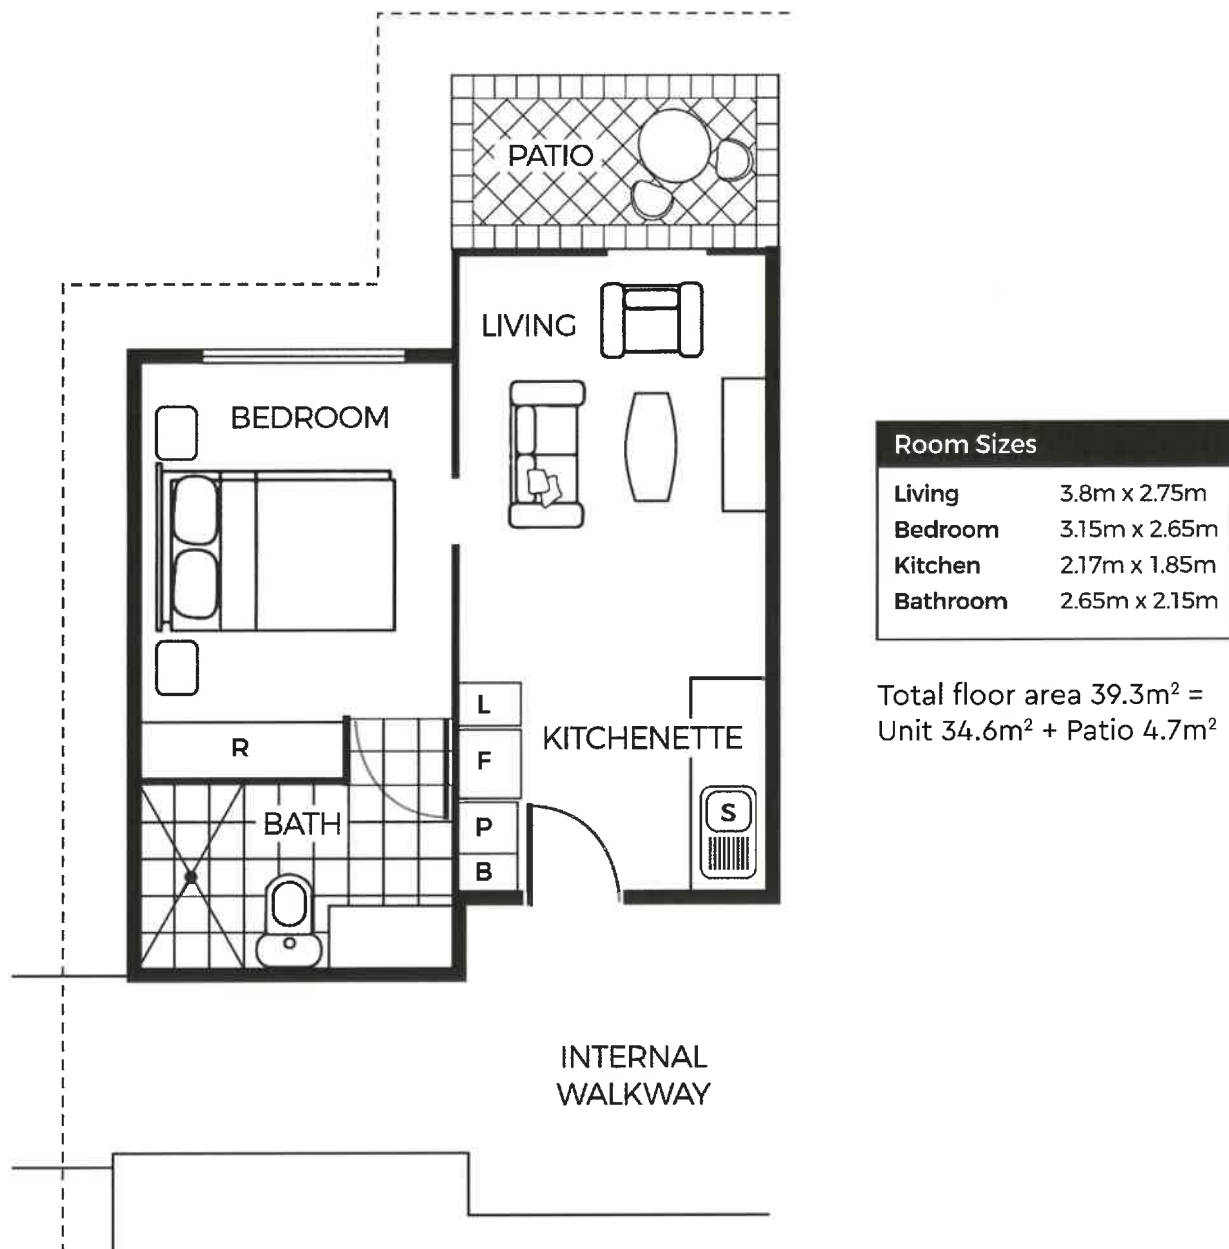 PATIO
LIVING
BEDROOM
L
KITCHENETTE
R
F
S
BATH
P
B
INTERNAL
WALKWAY
Room Sizes
Living 3.8m x 2.75m
Bedroom 3.15m x 2.65m
Kitchen 2.17m x 1.85m
Bathroom 2.65m x 2.15m
Total floor area 39.3m² =
Unit 34.6m² + Patio 4.7m²